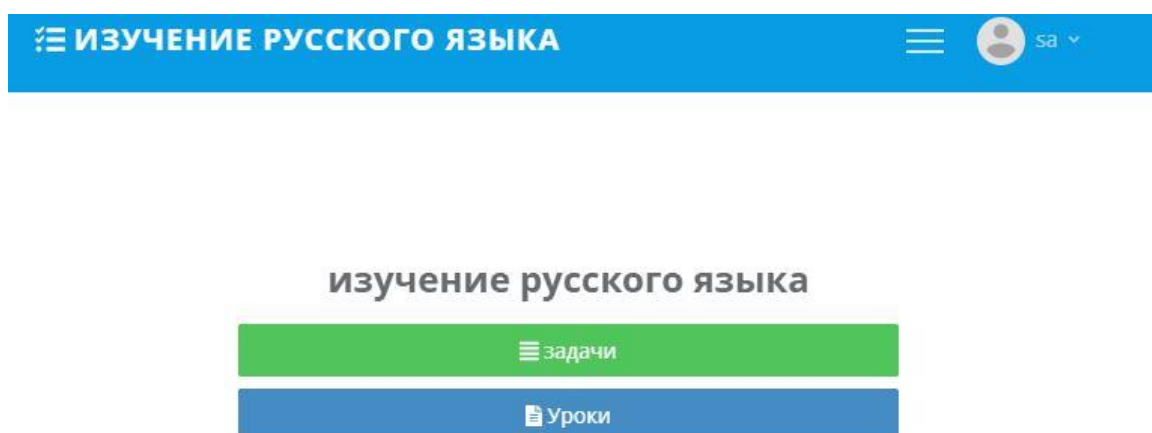 ИЗУЧЕНИЕ РУССКОГО ЯЗЫКА sa
изучение русского языка
задачи
Уроки